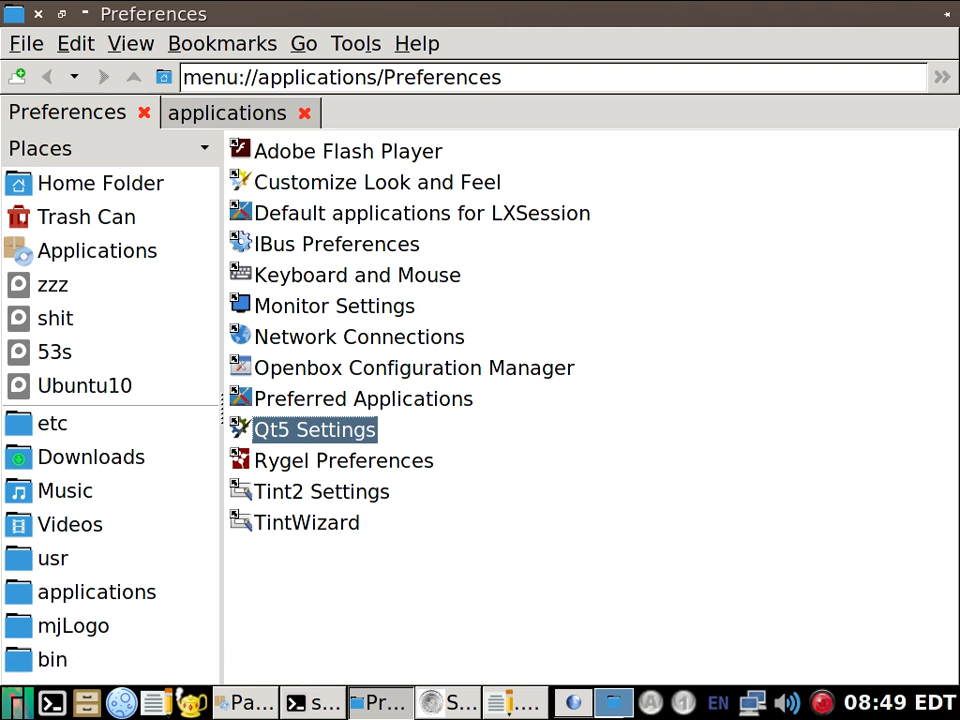 Preferences
File Edit View Bookmarks Go Tools Help
menu://applications/Preferences
Preferences applications
Places
Home Folder
Trash Can
Applications
zzz
shit
53s
Ubuntu10
etc
Downloads
Music
Videos
usr
applications
mjLogo
bin
Adobe Flash Player
Customize Look and Feel
Default applications for LXSession
IBus Preferences
Keyboard and Mouse
Monitor Settings
Network Connections
Openbox Configuration Manager
Preferred Applications
Qt5 Settings
Rygel Preferences
Tint2 Settings
TintWizard
Pa... s... Pr... S... .... A 1 EN 08:49 EDT